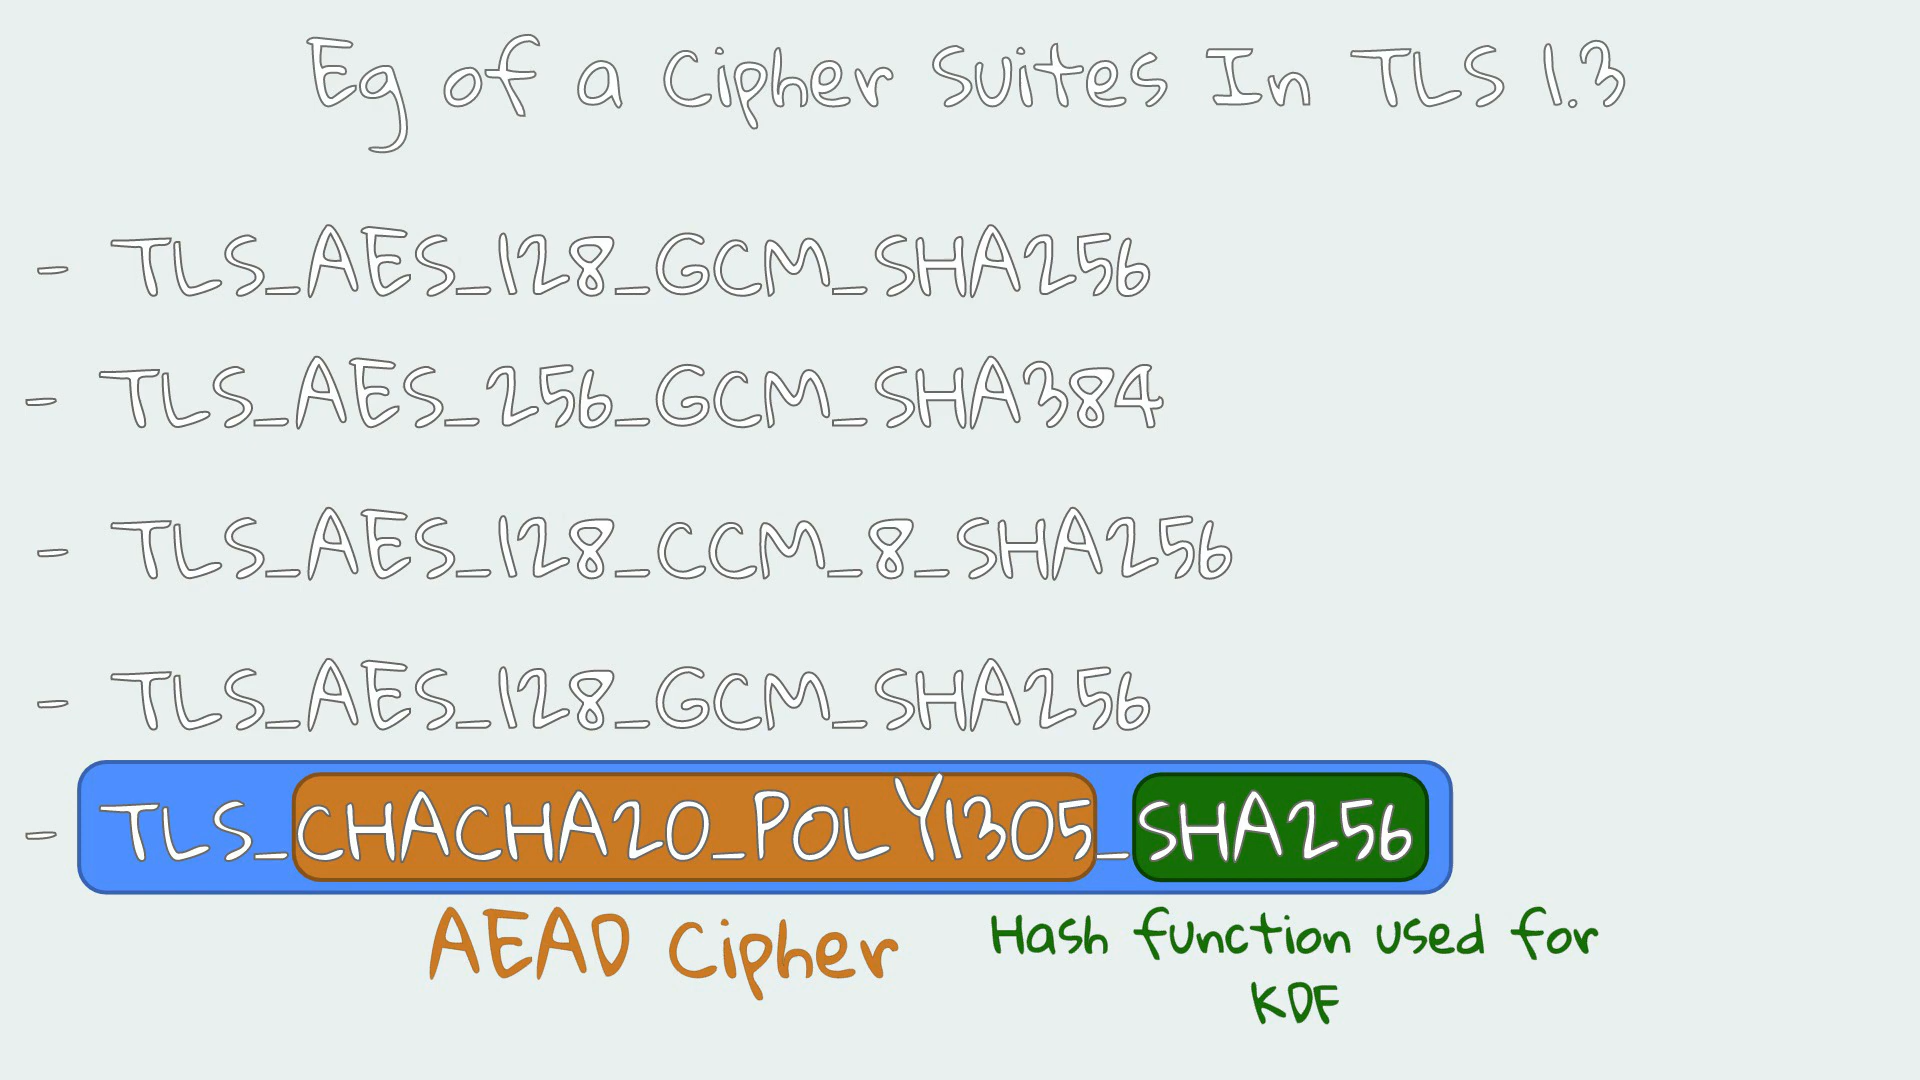 Eg of a Cipher Suites In TLS 1.3
- TLS_AES_128_GCM_SHA256
- TLS_AES_256_GCM_SHA384
- TLS_AES_128_CCM_8_SHA256
- TLS_AES_128_GCM_SHA256
- TLS_CHACHA20_POLY1305_SHA256
AEAD Cipher
Hash function used for
KDF